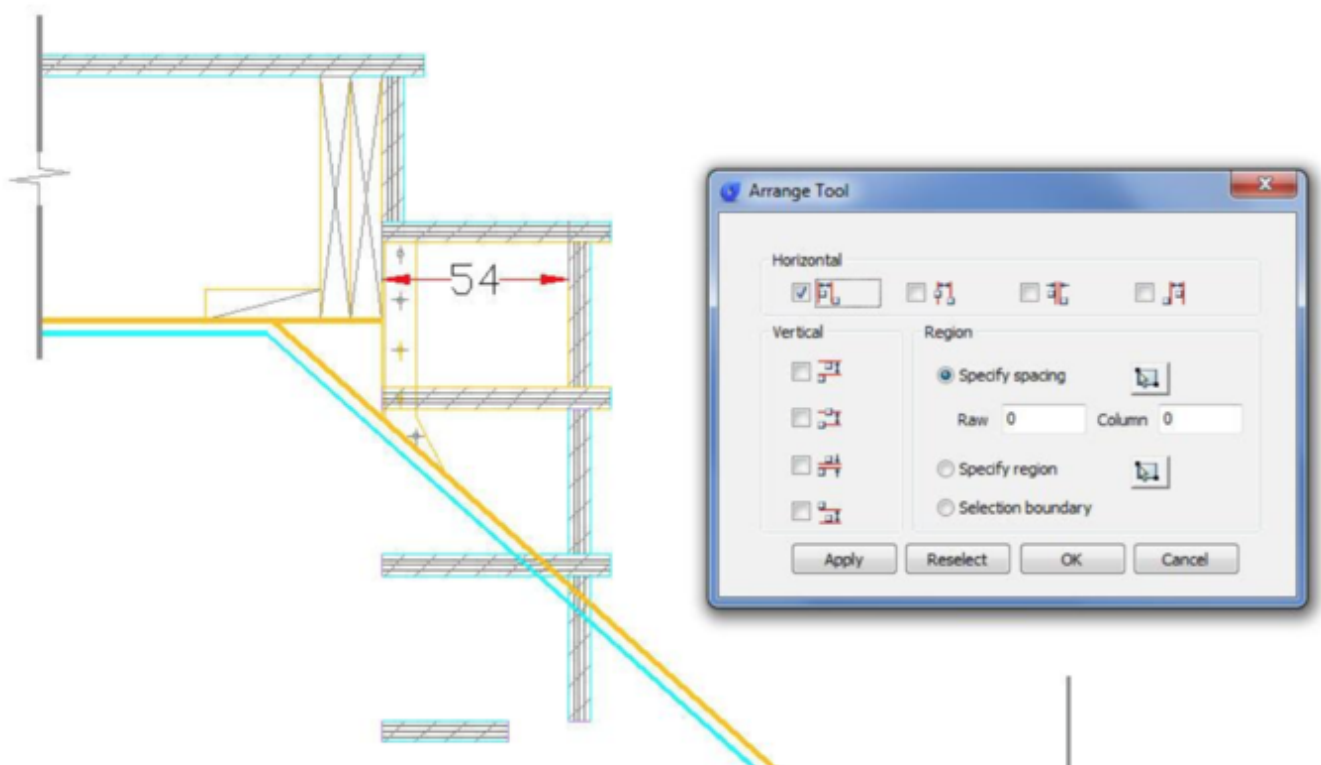 Arrange Tool
Horizontal
54
Vertical
Region
Specify spacing
Raw 0 Column 0
Specify region
Selection boundary
Apply Reselect OK Cancel